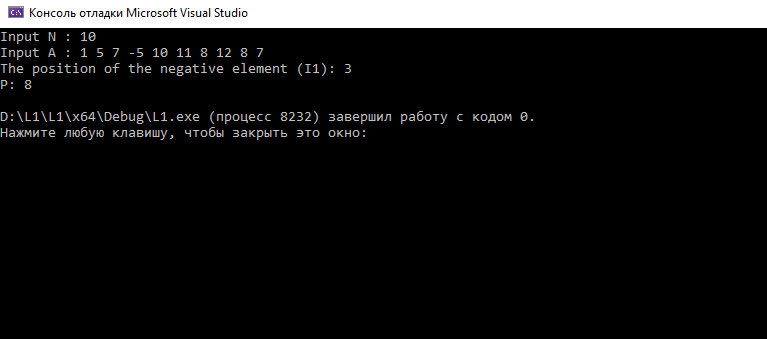 Консоль отладки Microsoft Visual Studio
Input N : 10
Input A : 1 5 7 -5 10 11 8 12 8 7
The position of the negative element (I1): 3
P: 8
D:\L1\L1\x64\Debug\L1.exe (процесс 8232) завершил работу с кодом 0.
Нажмите любую клавишу, чтобы закрыть это окно: